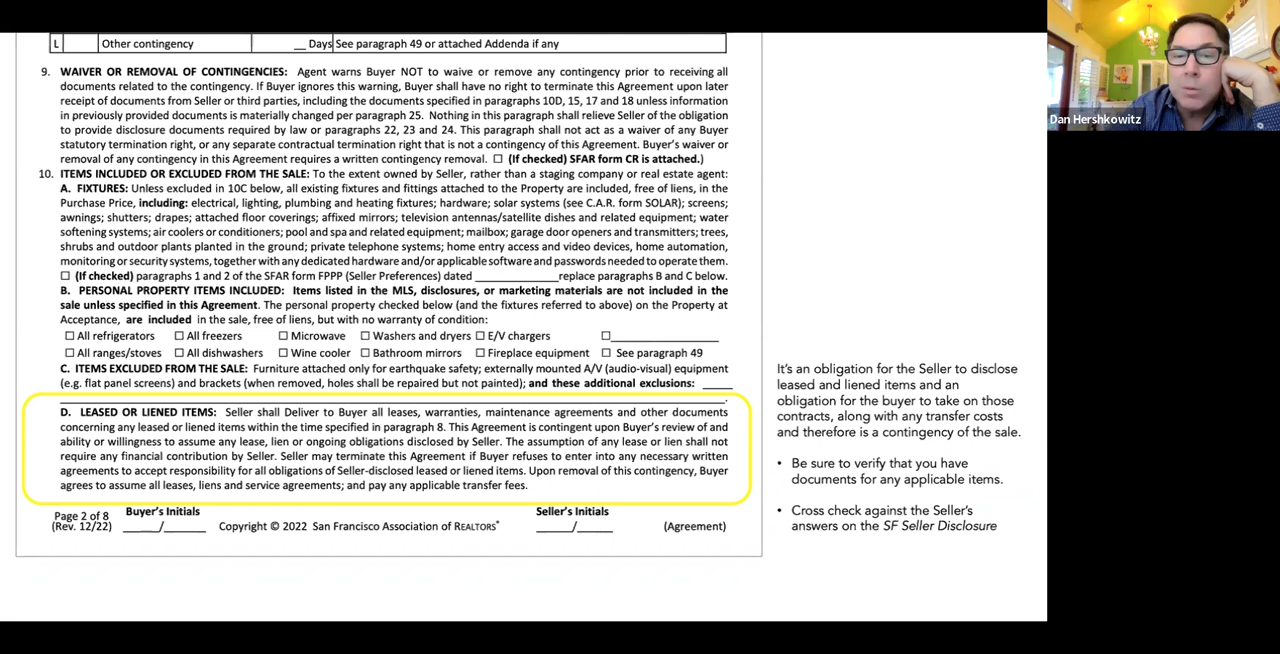 L Other contingency __ Days See paragraph 49 or attached Addenda if any
9. WAIVER OR REMOVAL OF CONTINGENCIES: Agent warns Buyer NOT to waive or remove any contingency prior to receiving all
documents related to the contingency. If Buyer ignores this warning, Buyer shall have no right to terminate this Agreement upon later
receipt of documents from Seller or third parties, including the documents specified in paragraphs 10D, 15, 17 and 18 unless information
in previously provided documents is materially changed per paragraph 25. Nothing in this paragraph shall relieve Seller of the obligation
to provide disclosure documents required by law or paragraphs 22, 23 and 24. This paragraph shall not act as a waiver of any Buyer
statutory termination right, or any separate contractual termination right that is not a contingency of this Agreement. Buyer's waiver or
removal of any contingency in this Agreement requires a written contingency removal. ☐ (If checked) SFAR form CR is attached.)
10. ITEMS INCLUDED OR EXCLUDED FROM THE SALE: To the extent owned by Seller, rather than a staging company or real estate agent:
A. FIXTURES: Unless excluded in 10C below, all existing fixtures and fittings attached to the Property are included, free of liens, in the
Purchase Price, including: electrical, lighting, plumbing and heating fixtures; hardware; solar systems (see C.A.R. form SOLAR); screens;
awnings; shutters; drapes; attached floor coverings; affixed mirrors; television antennas/satellite dishes and related equipment; water
softening systems; air coolers or conditioners; pool and spa and related equipment; mailbox; garage door openers and transmitters; trees,
shrubs and outdoor plants planted in the ground; private telephone systems; home entry access and video devices, home automation,
monitoring or security systems, together with any dedicated hardware and/or applicable software and passwords needed to operate them.
☐ (If checked) paragraphs 1 and 2 of the SFAR form FPPP (Seller Preferences) dated ______________replace paragraphs B and C below.
B. PERSONAL PROPERTY ITEMS INCLUDED: Items listed in the MLS, disclosures, or marketing materials are not included in the
sale unless specified in this Agreement. The personal property checked below (and the fixtures referred to above) on the Property at
Acceptance, are included in the sale, free of liens, but with no warranty of condition:
☐ All refrigerators ☐ All freezers ☐ Microwave ☐ Washers and dryers ☐ E/V chargers ☐__________________
☐ All ranges/stoves ☐ All dishwashers ☐ Wine cooler ☐ Bathroom mirrors ☐ Fireplace equipment ☐ See paragraph 49
C. ITEMS EXCLUDED FROM THE SALE: Furniture attached only for earthquake safety; externally mounted A/V (audio-visual) equipment
(e.g. flat panel screens) and brackets (when removed, holes shall be repaired but not painted); and these additional exclusions: _____
____________________.
D. LEASED OR LIENED ITEMS: Seller shall Deliver to Buyer all leases, warranties, maintenance agreements and other documents
concerning any leased or liened items within the time specified in paragraph 8. This Agreement is contingent upon Buyer's review of and
ability or willingness to assume any lease, lien or ongoing obligations disclosed by Seller. The assumption of any lease or lien shall not
require any financial contribution by Seller. Seller may terminate this Agreement if Buyer refuses to enter into any necessary written
agreements to accept responsibility for all obligations of Seller-disclosed leased or liened items. Upon removal of this contingency, Buyer
agrees to assume all leases, liens and service agreements; and pay any applicable transfer fees.
Buyer's Initials Seller's Initials
Page 2 of 8
(Rev. 12/22) ______/______ Copyright © 2022 San Francisco Association of REALTORS® ______/______ (Agreement)
It's an obligation for the Seller to disclose
leased and liened items and an
obligation for the buyer to take on those
contracts, along with any transfer costs
and therefore is a contingency of the sale.
• Be sure to verify that you have
documents for any applicable items.
• Cross check against the Seller's
answers on the SF Seller Disclosure
Dan Hershkowitz